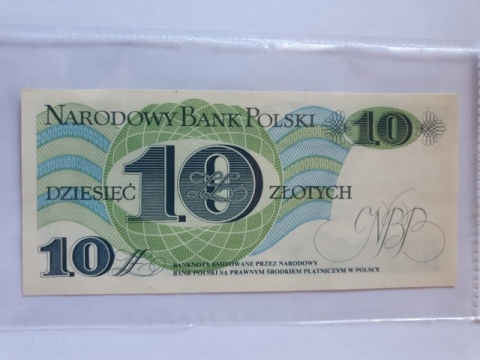 NARODOWY BANK POLSKI
10
DZIESIĘĆ 10 ZŁOTYCH
NBP
10 Zł
BANKNOTY EMITOWANE PRZEZ NARODOWY
BANK POLSKI SĄ PRAWNYM ŚRODKIEM PŁATNICZYM W POLSCE